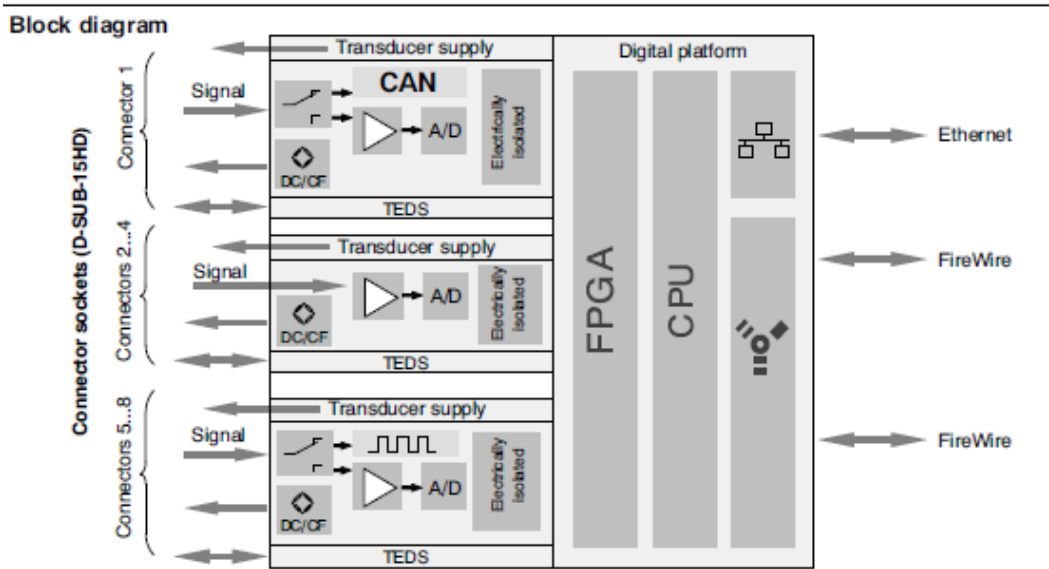 Block diagram
Connector sockets (D-SUB-15HD)
Connector 1
Transducer supply
Signal
CAN
A/D
Electrically
isolated
DC/CF
TEDS
Connectors 2...4
Transducer supply
Signal
A/D
Electrically
isolated
DC/CF
TEDS
Connectors 5...8
Transducer supply
Signal
A/D
Electrically
isolated
DC/CF
TEDS
Digital platform
FPGA
CPU
Ethernet
FireWire
FireWire